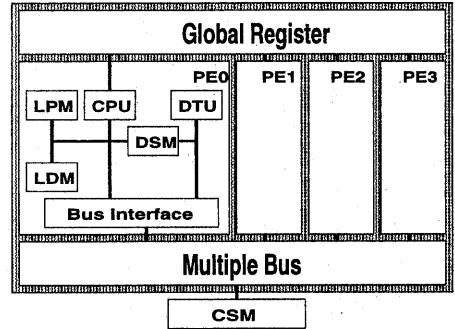 Global Register
PE0 PE1 PE2 PE3
LPM CPU DTU
DSM
LDM
Bus Interface
Multiple Bus
CSM